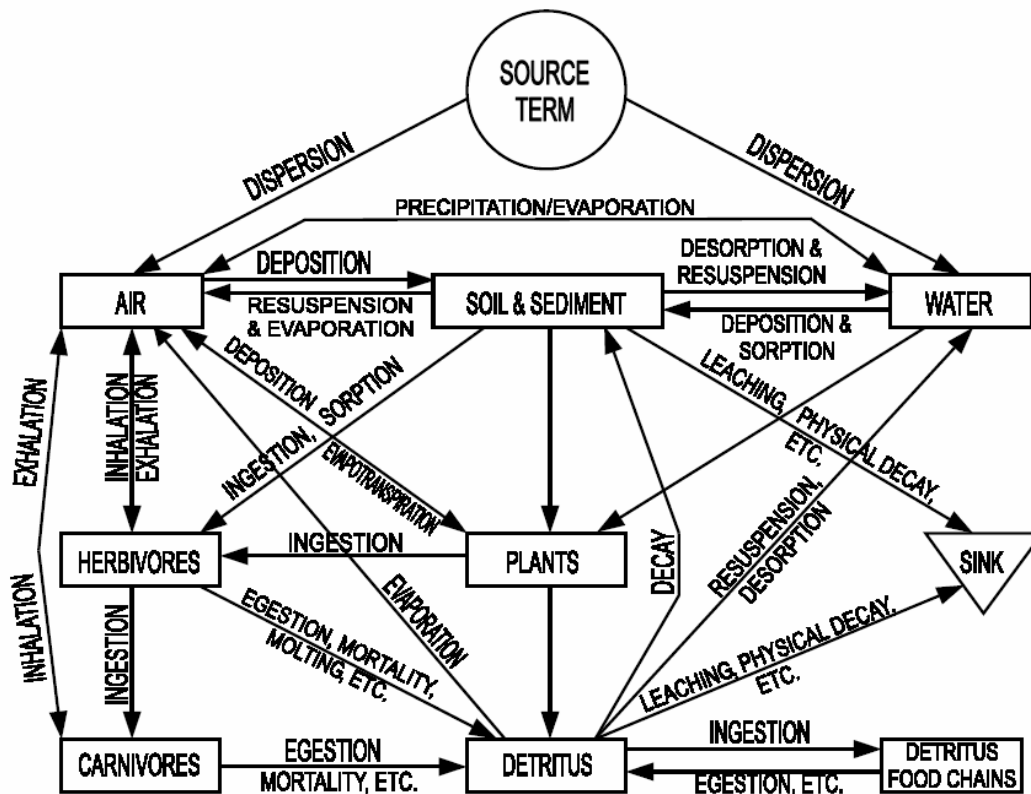 SOURCE
TERM
DISPERSION
DISPERSION
PRECIPITATION/EVAPORATION
DEPOSITION
DESORPTION &
RESUSPENSION
AIR
SOIL & SEDIMENT
WATER
RESUSPENSION
& EVAPORATION
DEPOSITION &
SORPTION
EXHALATION
INHALATION
INHALATION
EXHALATION
DEPOSITION
EVAPOTRANSPIRATION
INGESTION, SORPTION
LEACHING, PHYSICAL DECAY,
ETC.
HERBIVORES
INGESTION
PLANTS
DECAY
RESUSPENSION,
DESORPTION
SINK
INGESTION
EGESTION, MORTALITY,
MOLTING, ETC.
EVAPORATION
LEACHING, PHYSICAL DECAY,
ETC.
CARNIVORES
EGESTION
MORTALITY, ETC.
DETRITUS
INGESTION
EGESTION, ETC.
DETRITUS
FOOD CHAINS